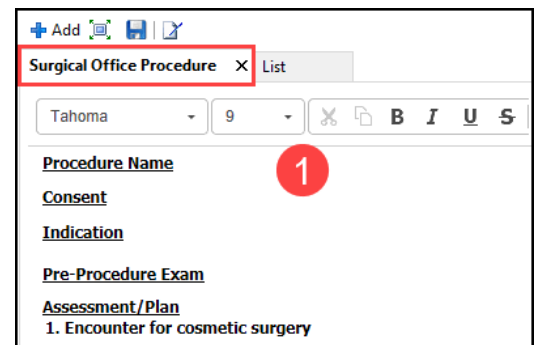 Add
Surgical Office Procedure X List
Tahoma 9 B I U S
1
Procedure Name
Consent
Indication
Pre-Procedure Exam
Assessment/Plan
1. Encounter for cosmetic surgery